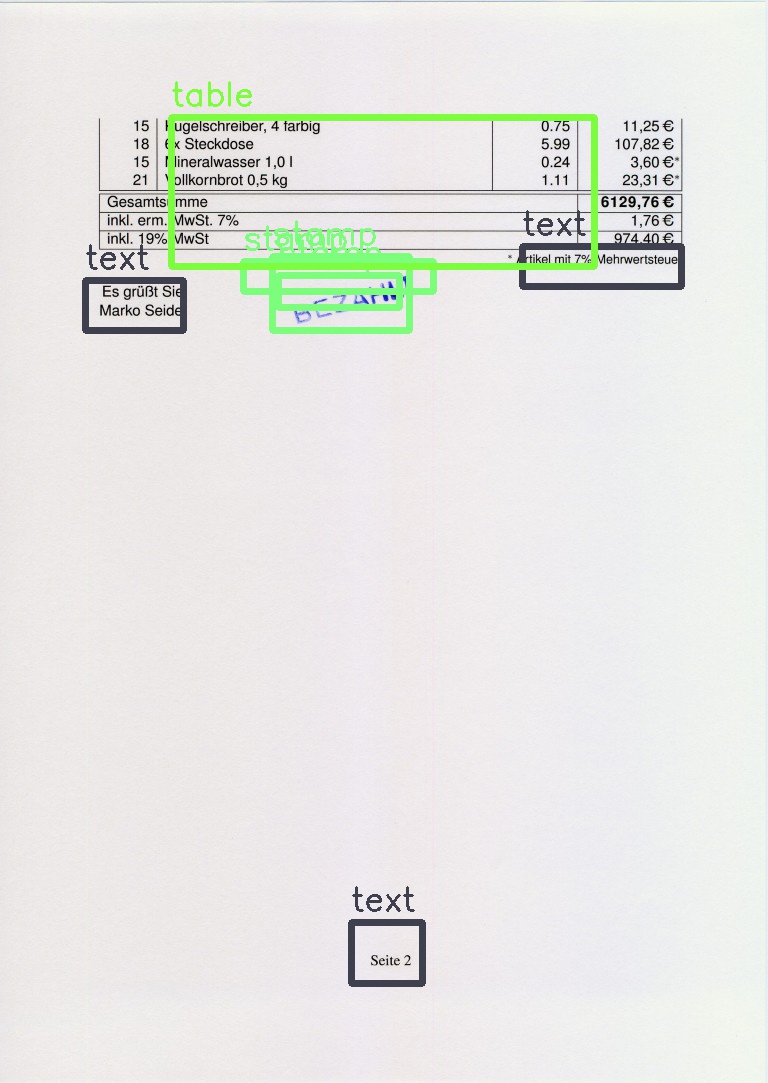 table
15 Kugelschreiber, 4 farbig 0.75 11,25 €
18 6x Steckdose 5.99 107,82 €
15 Mineralwasser 1,0 l 0.24 3,60 €*
21 Vollkornbrot 0,5 kg 1.11 23,31 €*
Gesamtsumme 6129,76 €
inkl. erm. MwSt. 7% 1,76 €
inkl. 19% MwSt 974,40 €
text
stamp
* Artikel mit 7% Mehrwertsteue
text
Es grüßt Sie
Marko Seide
BEZAHL
text
Seite 2